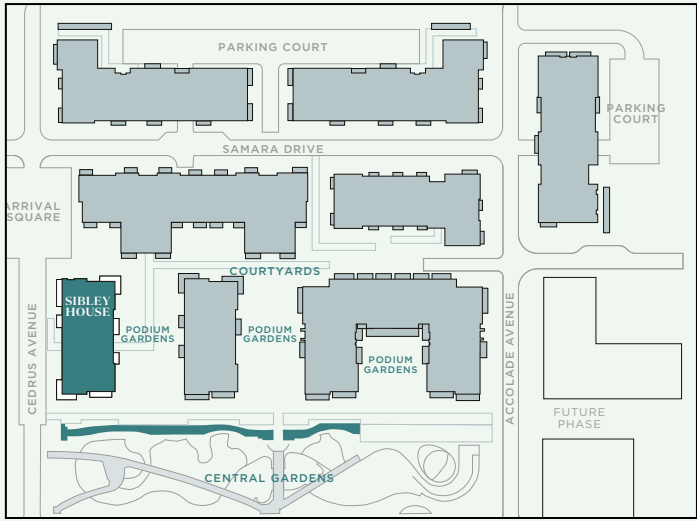 PARKING COURT
PARKING
COURT
SAMARA DRIVE
ARRIVAL
SQUARE
COURTYARDS
SIBLEY
HOUSE
PODIUM
GARDENS
PODIUM
GARDENS
PODIUM
GARDENS
CEDRUS AVENUE
ACCOLADE AVENUE
FUTURE
PHASE
CENTRAL GARDENS